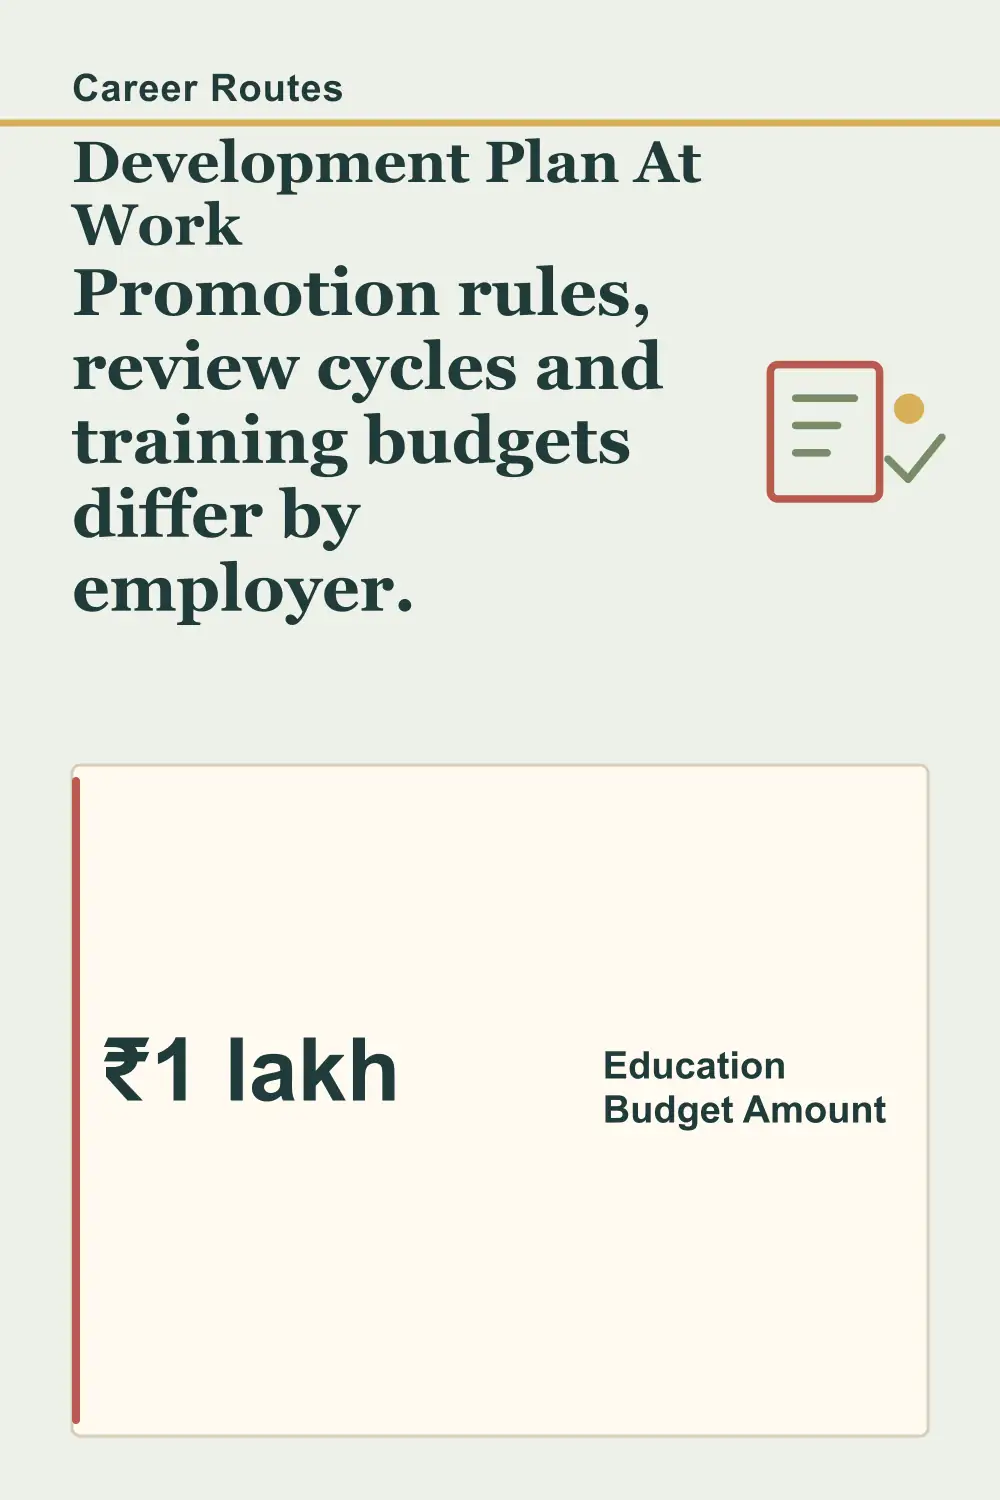 Career Routes
Development Plan At
Work
Promotion rules,
review cycles and
training budgets
differ by
employer.
₹1 lakh
Education
Budget Amount